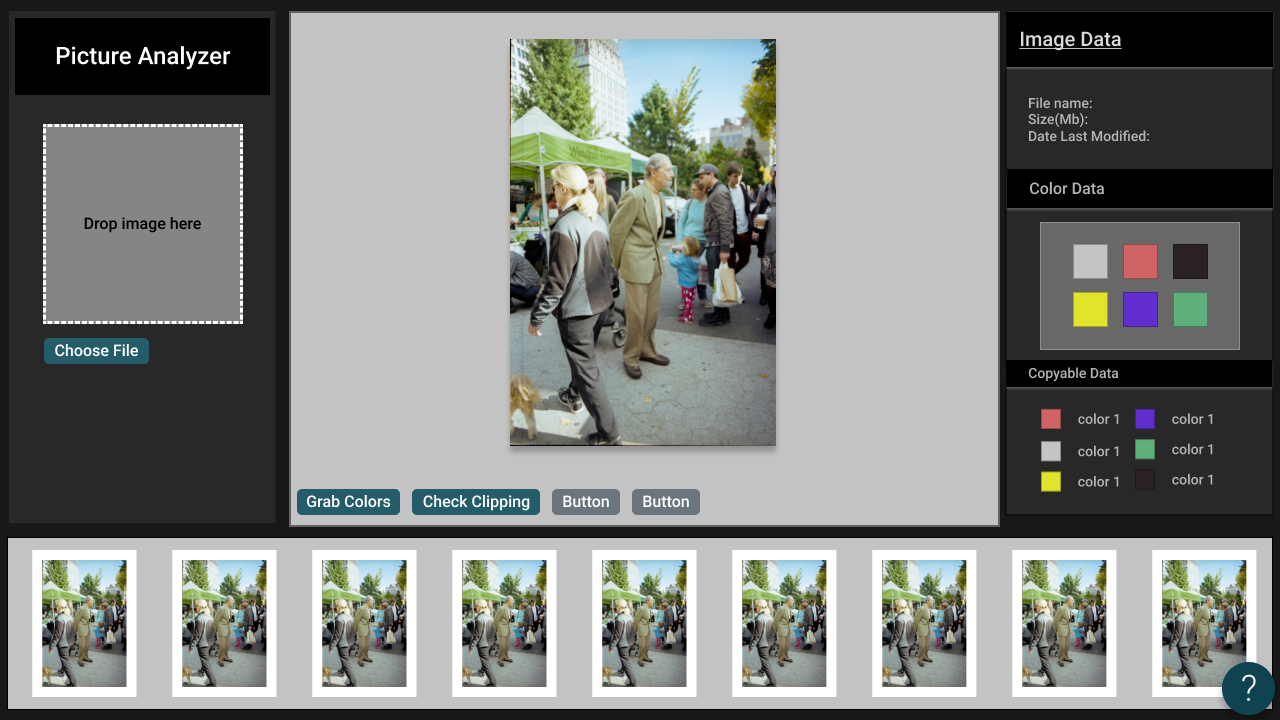 Picture Analyzer
Drop image here
Choose File
Grab Colors
Check Clipping
Button
Button
Image Data
File name:
Size(Mb):
Date Last Modified:
Color Data
Copyable Data
color 1 color 1
color 1 color 1
color 1 color 1
?